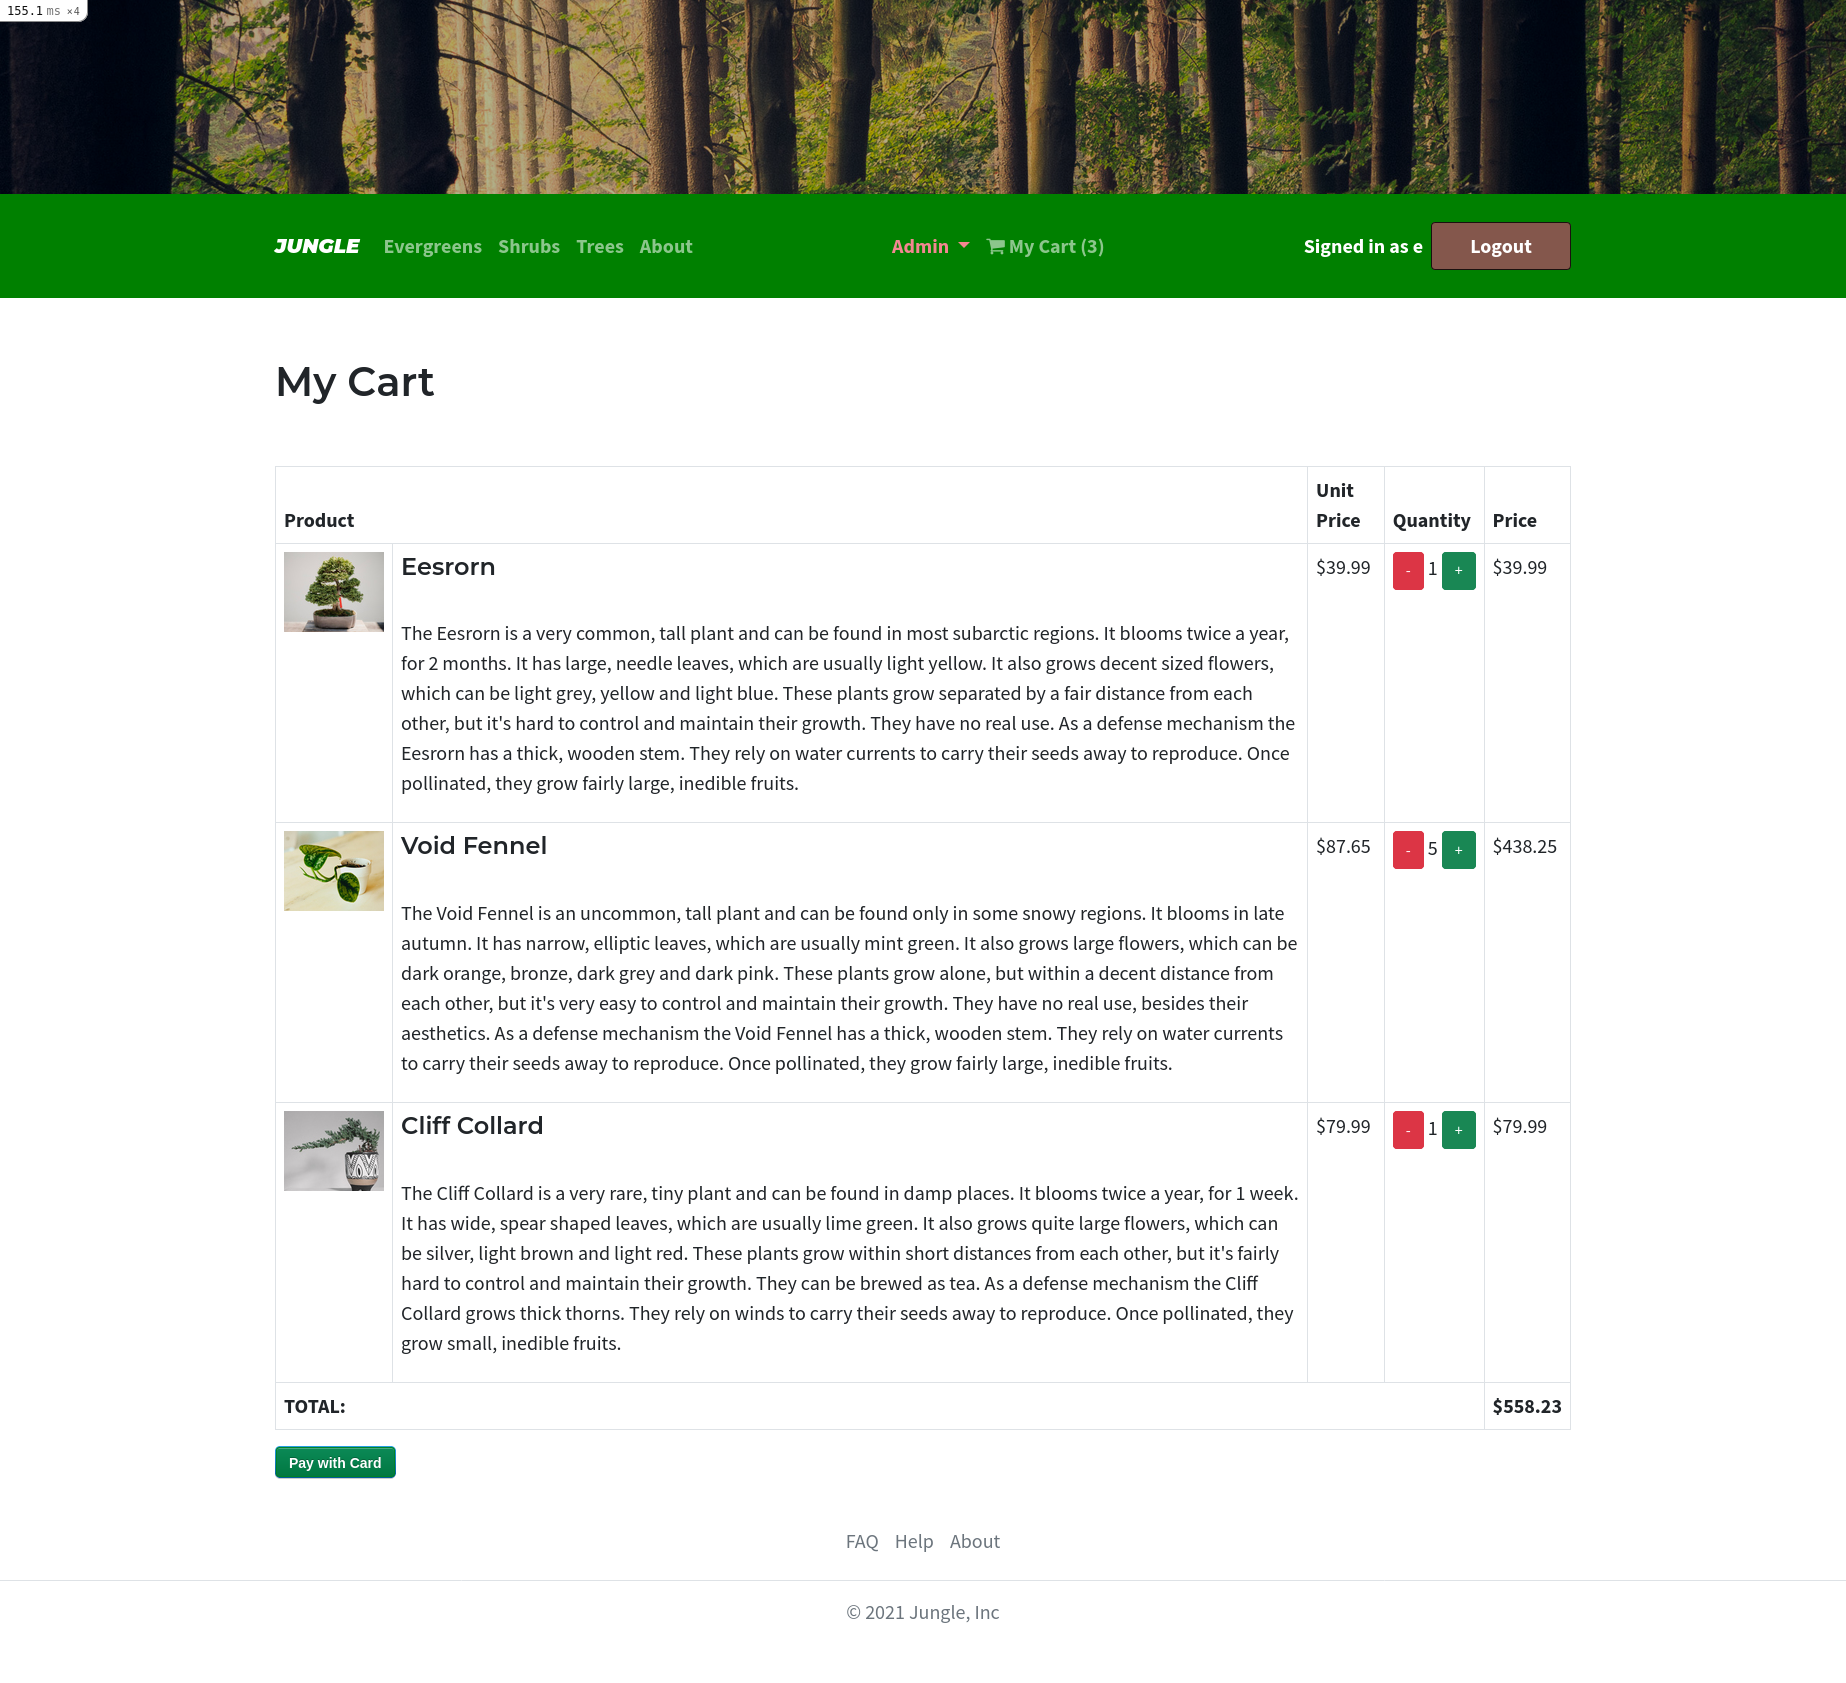 155.1 ms ×4
JUNGLE Evergreens Shrubs Trees About Admin My Cart (3) Signed in as e Logout
My Cart
Product Unit Price Quantity Price
Eesrorn $39.99 - 1 + $39.99
The Eesrorn is a very common, tall plant and can be found in most subarctic regions. It blooms twice a year,
for 2 months. It has large, needle leaves, which are usually light yellow. It also grows decent sized flowers,
which can be light grey, yellow and light blue. These plants grow separated by a fair distance from each
other, but it's hard to control and maintain their growth. They have no real use. As a defense mechanism the
Eesrorn has a thick, wooden stem. They rely on water currents to carry their seeds away to reproduce. Once
pollinated, they grow fairly large, inedible fruits.
Void Fennel $87.65 - 5 + $438.25
The Void Fennel is an uncommon, tall plant and can be found only in some snowy regions. It blooms in late
autumn. It has narrow, elliptic leaves, which are usually mint green. It also grows large flowers, which can be
dark orange, bronze, dark grey and dark pink. These plants grow alone, but within a decent distance from
each other, but it's very easy to control and maintain their growth. They have no real use, besides their
aesthetics. As a defense mechanism the Void Fennel has a thick, wooden stem. They rely on water currents
to carry their seeds away to reproduce. Once pollinated, they grow fairly large, inedible fruits.
Cliff Collard $79.99 - 1 + $79.99
The Cliff Collard is a very rare, tiny plant and can be found in damp places. It blooms twice a year, for 1 week.
It has wide, spear shaped leaves, which are usually lime green. It also grows quite large flowers, which can
be silver, light brown and light red. These plants grow within short distances from each other, but it's fairly
hard to control and maintain their growth. They can be brewed as tea. As a defense mechanism the Cliff
Collard grows thick thorns. They rely on winds to carry their seeds away to reproduce. Once pollinated, they
grow small, inedible fruits.
TOTAL: $558.23
Pay with Card
FAQ Help About
© 2021 Jungle, Inc